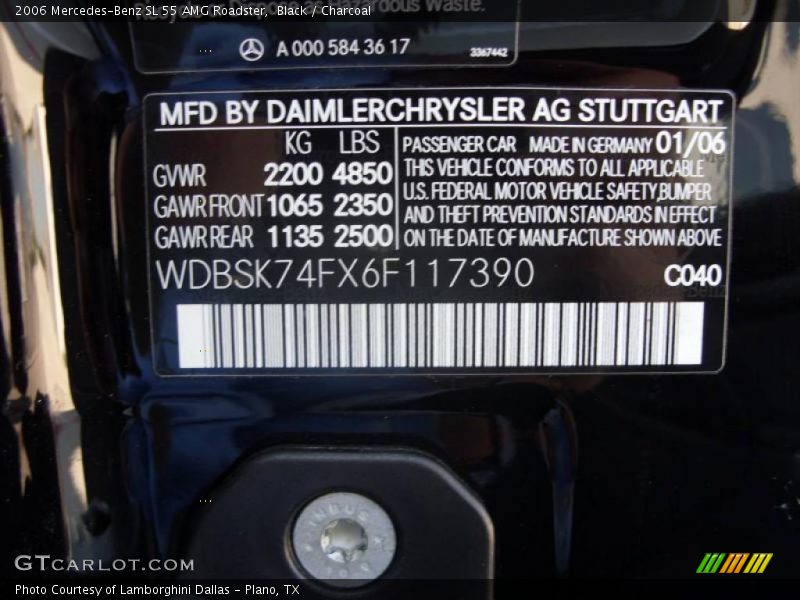 2006 Mercedes-Benz SL 55 AMG Roadster, Black / Charcoal
Waste.
A 000 584 36 17
3367442
MFD BY DAIMLERCHRYSLER AG STUTTGART
KG LBS
GVWR 2200 4850
GAWR FRONT 1065 2350
GAWR REAR 1135 2500
PASSENGER CAR MADE IN GERMANY 01/06
THIS VEHICLE CONFORMS TO ALL APPLICABLE
U.S. FEDERAL MOTOR VEHICLE SAFETY,BUMPER
AND THEFT PREVENTION STANDARDS IN EFFECT
ON THE DATE OF MANUFACTURE SHOWN ABOVE
WDBSK74FX6F117390 C040
GTCARLOT.COM
Photo Courtesy of Lamborghini Dallas - Plano, TX